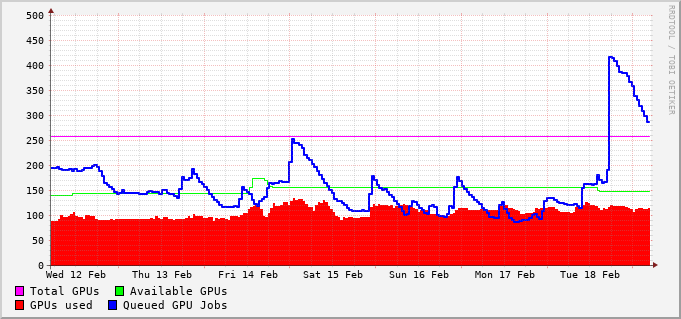 500
450
400
350
300
250
200
150
100
50
0
Wed 12 Feb Thu 13 Feb Fri 14 Feb Sat 15 Feb Sun 16 Feb Mon 17 Feb Tue 18 Feb
Total GPUs Available GPUs
GPUs used Queued GPU Jobs
RRDTOOL / TOBI OETIKER